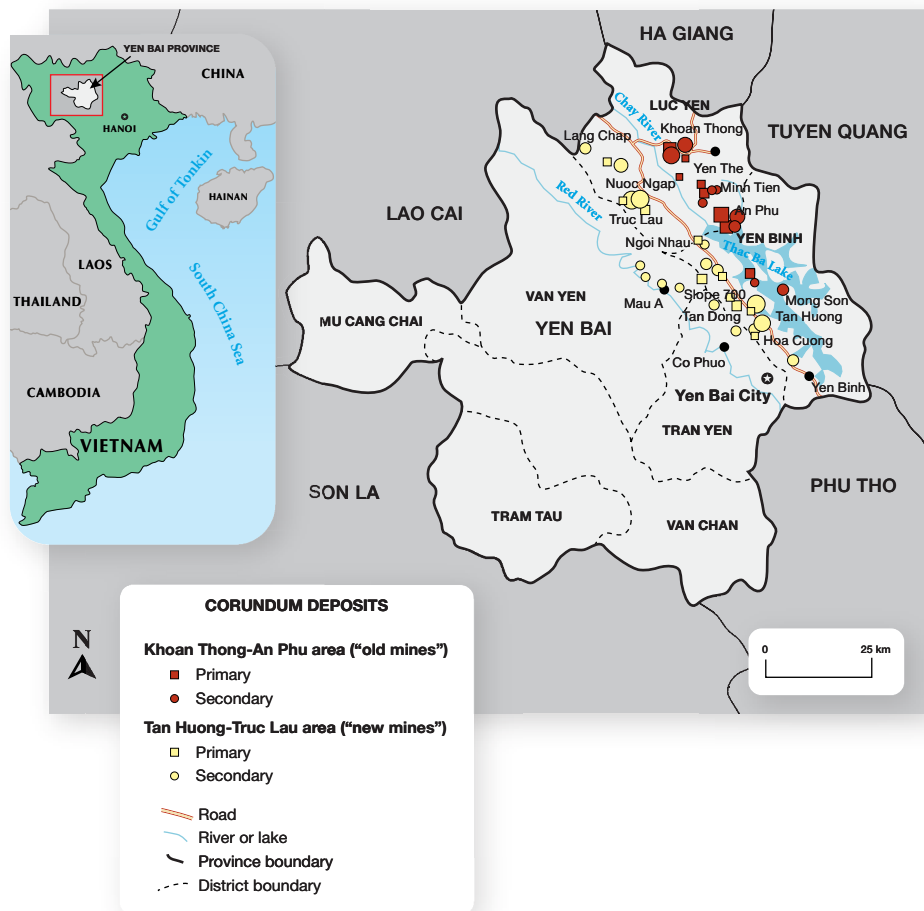 YEN BAI PROVINCE
CHINA
HANOI
Gulf of Tonkin
HAINAN
LAOS
THAILAND
South China Sea
CAMBODIA
VIETNAM
HA GIANG
TUYEN QUANG
LAO CAI
SON LA
PHU THO
LUC YEN
Chay River
Khoan Thong
Lang Chap
Yen The
Nuoc Ngap
Minh Tien
Red River
Truc Lau
An Phu
Ngoi Nhau
YEN BINH
Thac Ba Lake
VAN YEN
Mau A
Slope 700
Mong Son
MU CANG CHAI
YEN BAI
Tan Dong
Tan Huong
Hoa Cuong
Co Phuo
Yen Binh
Yen Bai City
TRAN YEN
TRAM TAU
VAN CHAN
N
0
25 km
CORUNDUM DEPOSITS
Khoan Thong-An Phu area (“old mines”)
Primary
Secondary
Tan Huong-Truc Lau area (“new mines”)
Primary
Secondary
Road
River or lake
Province boundary
District boundary